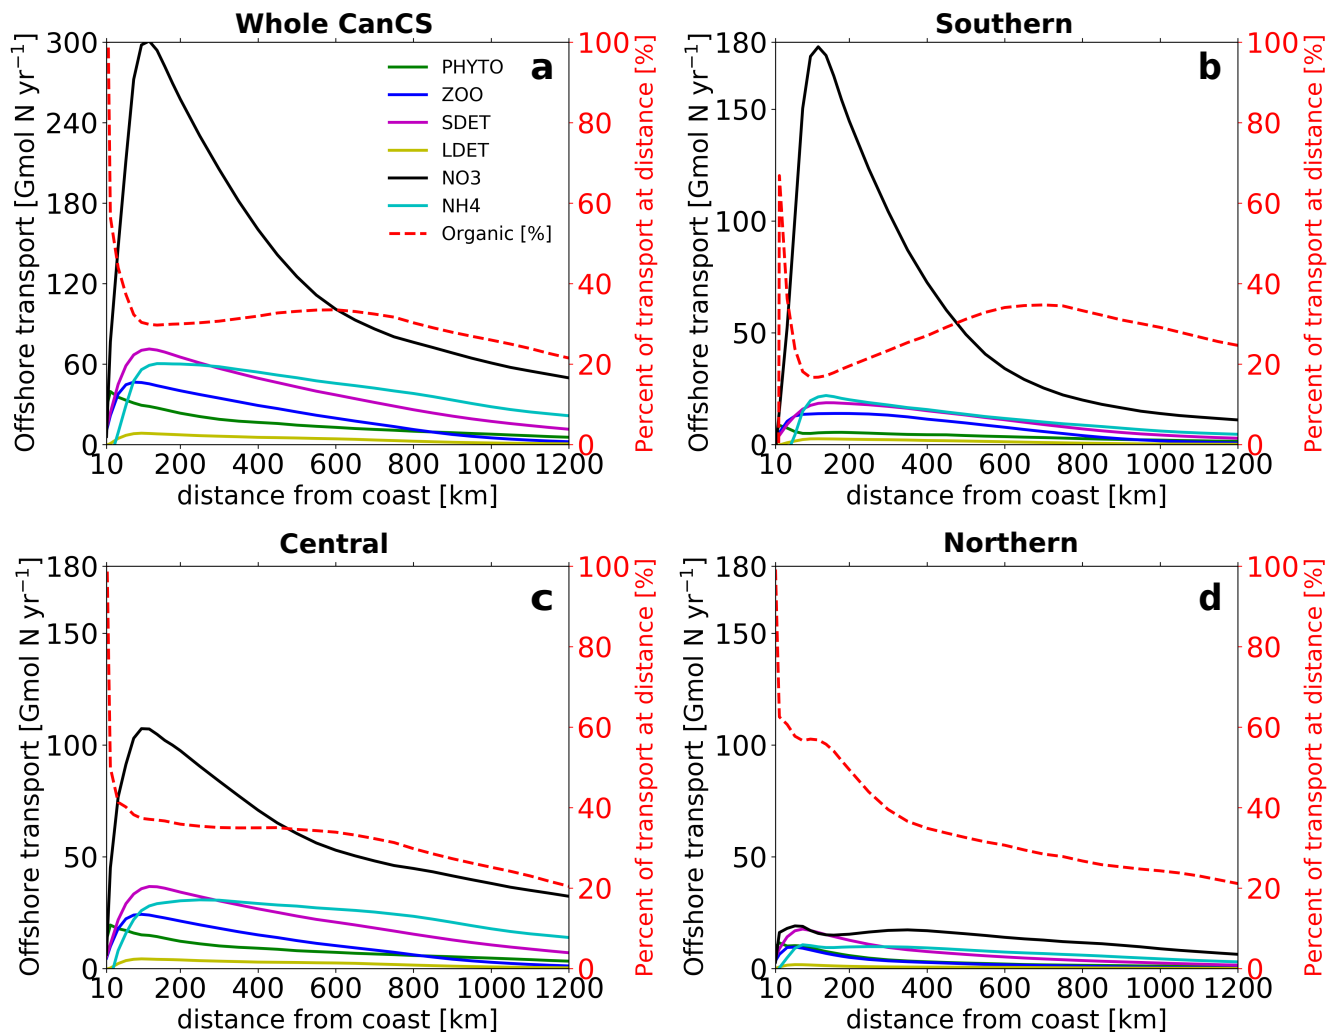 Whole CanCS
a
Offshore transport [Gmol N yr⁻¹]
300
240
180
120
60
0
10 200 400 600 800 1000 1200
distance from coast [km]
100
80
60
40
20
0
Percent of transport at distance [%]
PHYTO
ZOO
SDET
LDET
NO3
NH4
Organic [%]
Southern
b
Offshore transport [Gmol N yr⁻¹]
180
150
100
50
0
10 200 400 600 800 1000 1200
distance from coast [km]
100
80
60
40
20
0
Percent of transport at distance [%]
Central
c
Offshore transport [Gmol N yr⁻¹]
180
150
100
50
0
10 200 400 600 800 1000 1200
distance from coast [km]
100
80
60
40
20
0
Percent of transport at distance [%]
Northern
d
Offshore transport [Gmol N yr⁻¹]
180
150
100
50
0
10 200 400 600 800 1000 1200
distance from coast [km]
100
80
60
40
20
0
Percent of transport at distance [%]